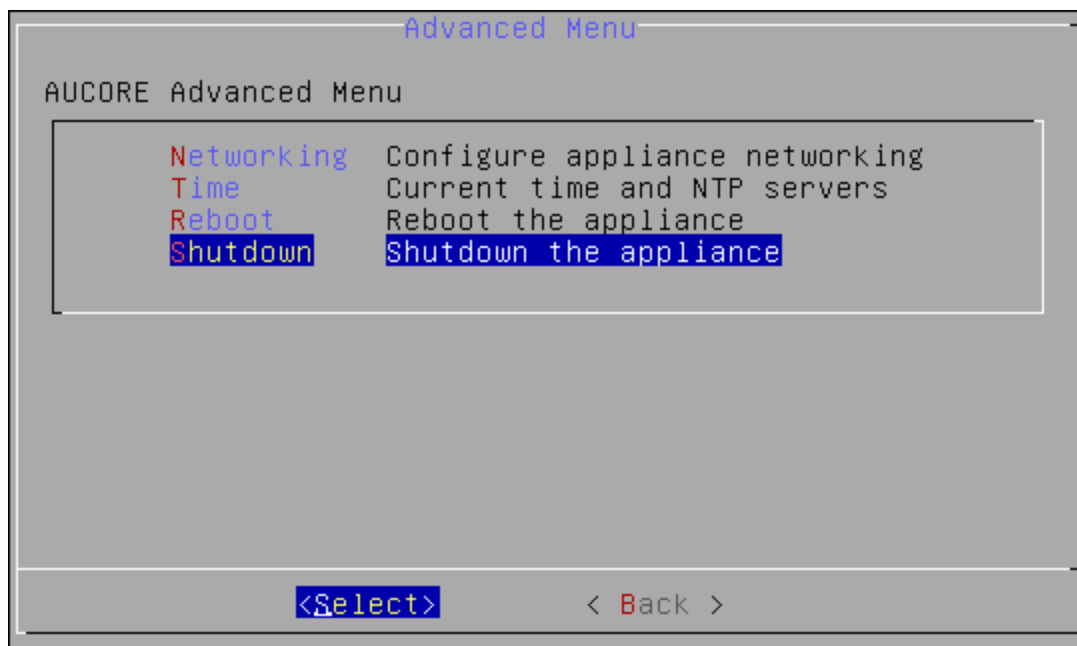 Advanced Menu
AUCORE Advanced Menu
Networking Configure appliance networking
Time Current time and NTP servers
Reboot Reboot the appliance
Shutdown Shutdown the appliance
<Select> < Back >